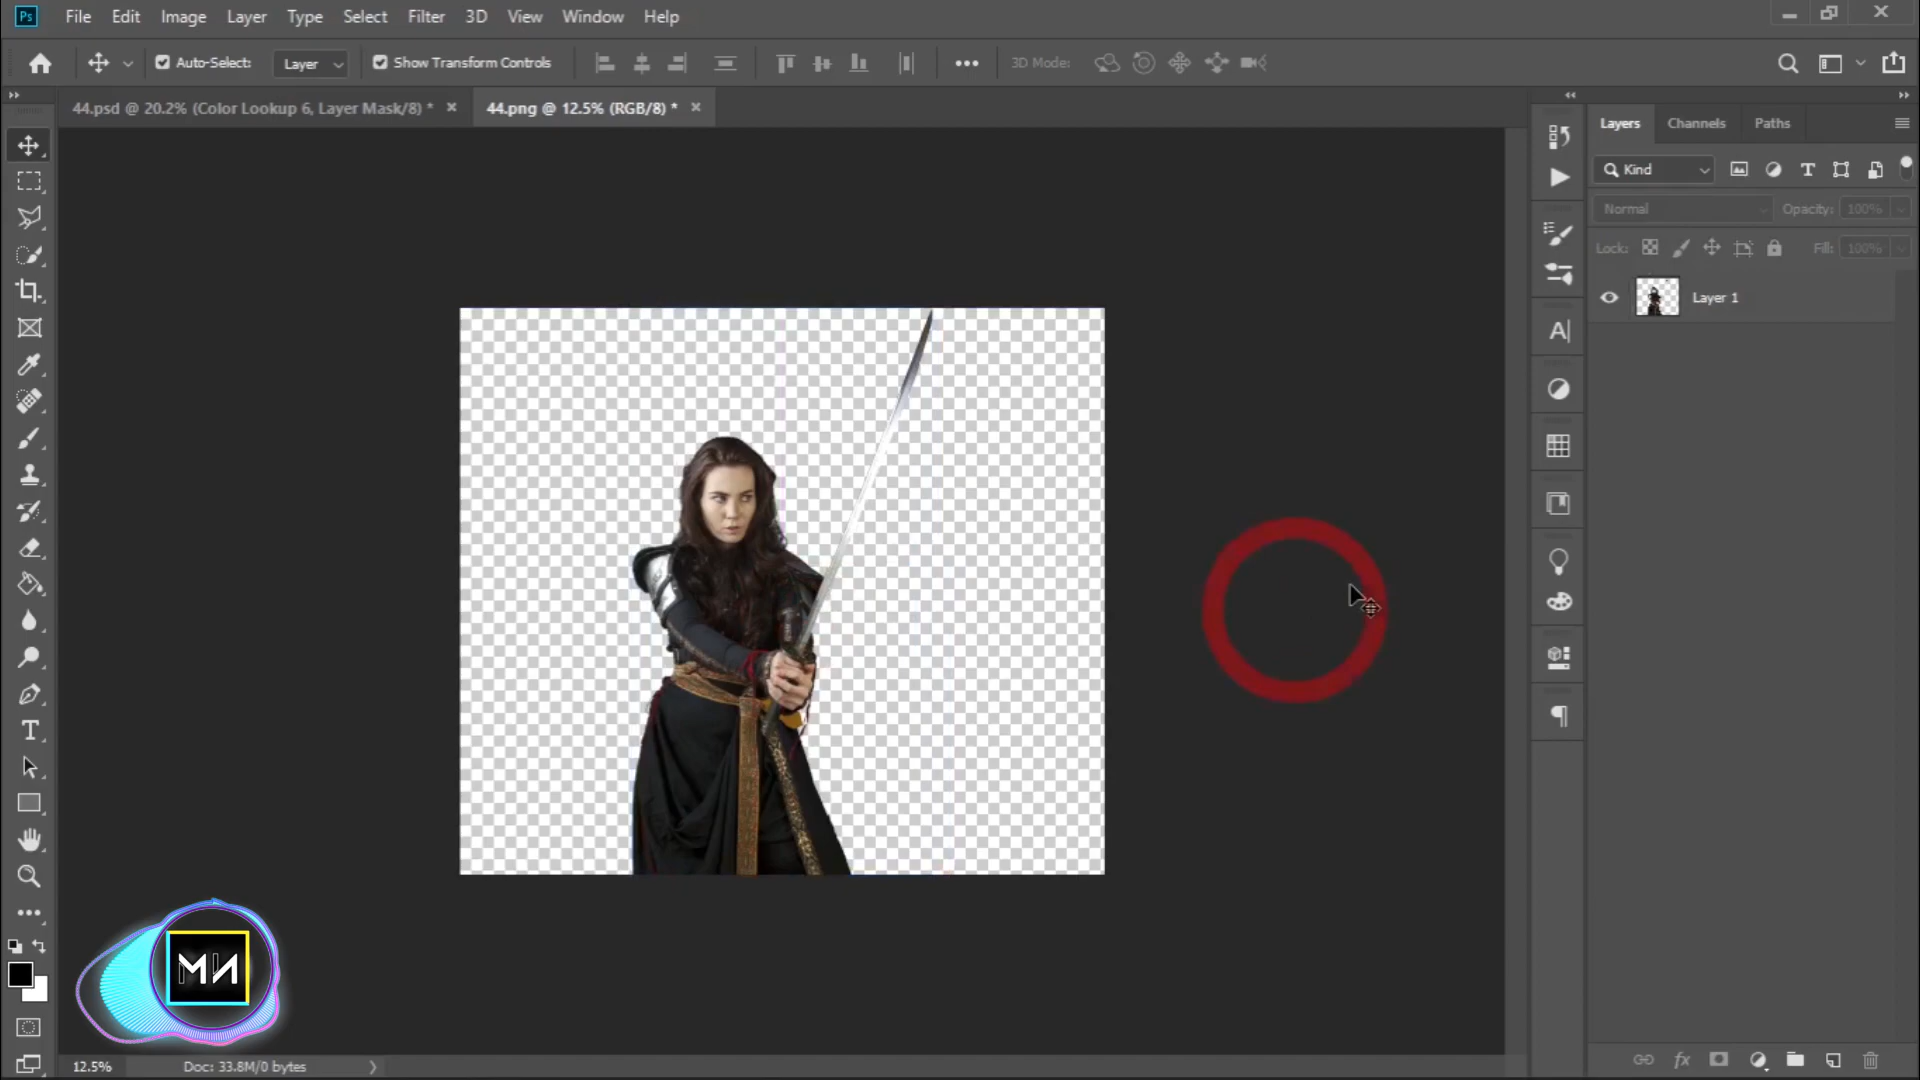 Ps File Edit Image Layer Type Select Filter 3D View Window Help
Auto-Select: Layer Show Transform Controls 3D Mode:
44.psd @ 20.2% (Color Lookup 6, Layer Mask/8) * 44.png @ 12.5% (RGB/8) *
Layers Channels Paths
Kind
Normal Opacity: 100%
Lock: Fill: 100%
Layer 1
12.5% Doc: 33.8M/0 bytes